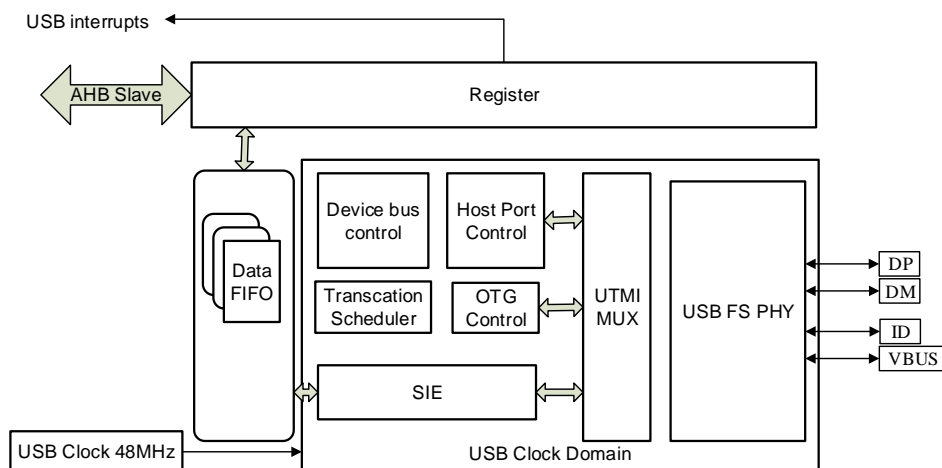 USB interrupts
AHB Slave
Register
Device bus
control
Host Port
Control
Data
FIFO
Transcation
Scheduler
OTG
Control
UTMI
MUX
USB FS PHY
DP
DM
ID
VBUS
SIE
USB Clock 48MHz
USB Clock Domain